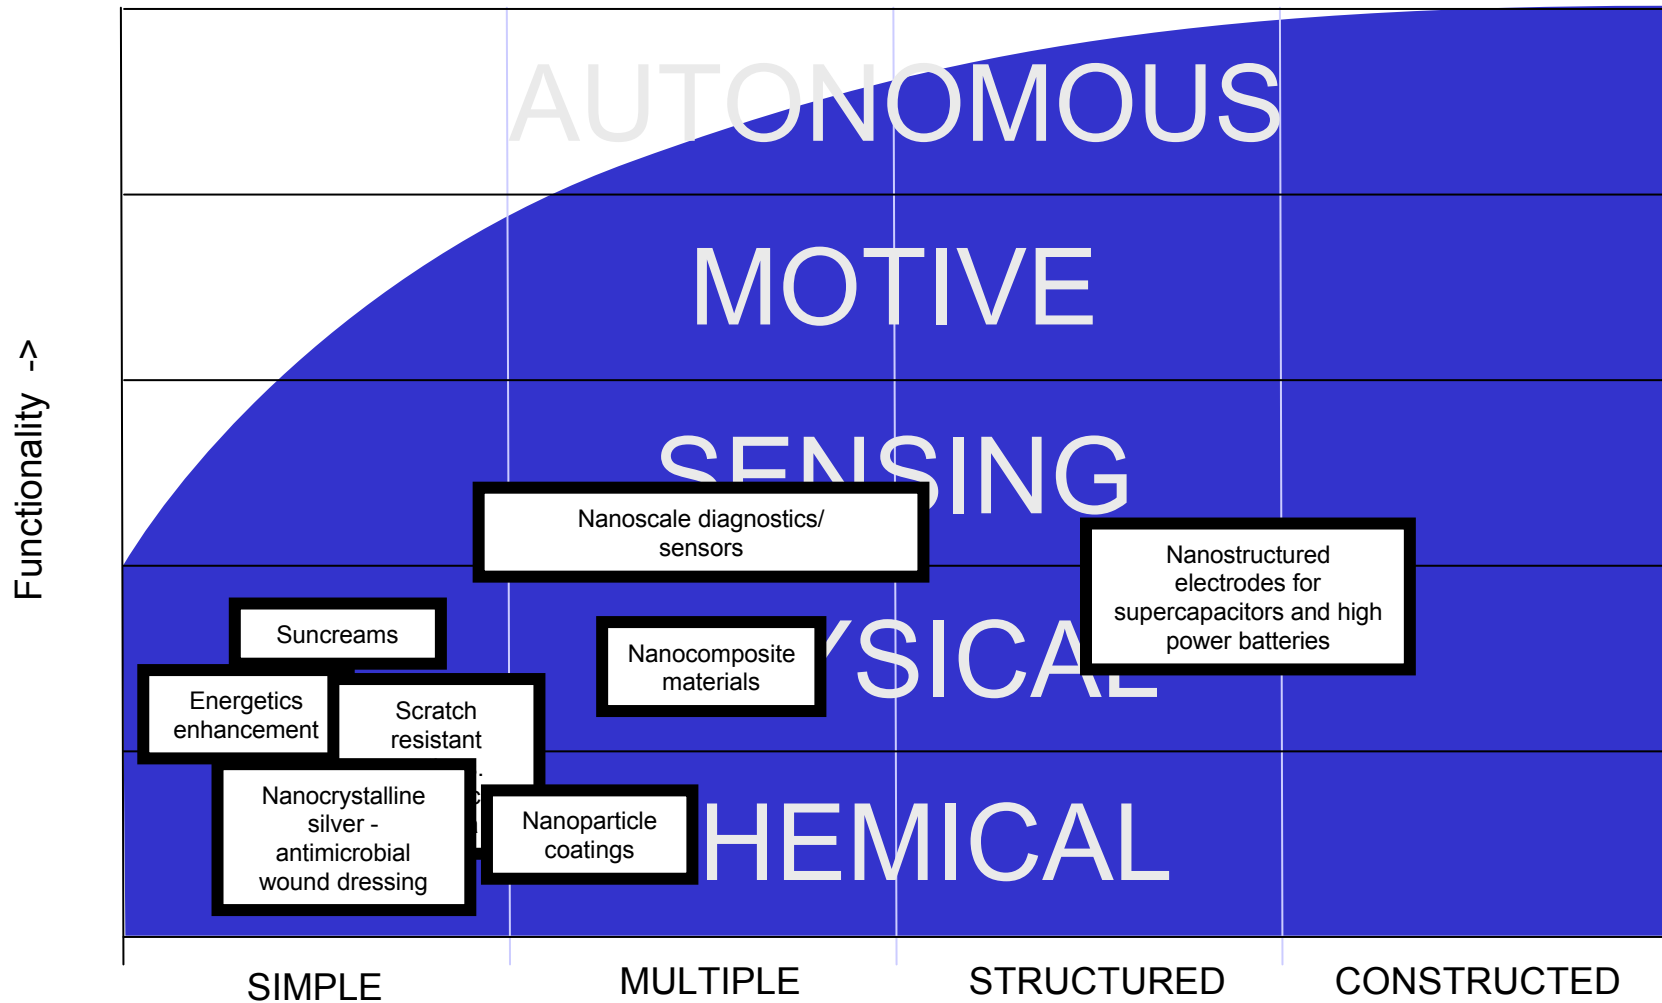 AUTONOMOUS
MOTIVE
SENSING
Functionality ->
Nanoscale diagnostics/
sensors
Nanostructured
electrodes for
supercapacitors and high
power batteries
Suncreams
Nanocomposite
materials
YSICAL
Energetics
enhancement
Scratch
resistant
Nanocrystalline
silver -
antimicrobial
wound dressing
Nanoparticle
coatings
HEMICAL
SIMPLE
MULTIPLE
STRUCTURED
CONSTRUCTED